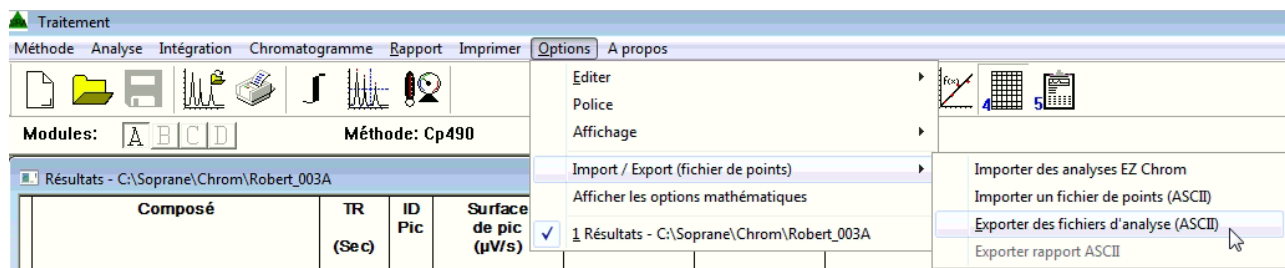 Traitement
Méthode Analyse Intégration Chromatogramme Rapport Imprimer Options A propos
Editer
Police
Affichage
Import / Export (fichier de points)
Afficher les options mathématiques
1 Résultats - C:\Soprane\Chrom\Robert_003A
Importer des analyses EZ Chrom
Importer un fichier de points (ASCII)
Exporter des fichiers d'analyse (ASCII)
Exporter rapport ASCII
f(x) 4 5
Modules: A B C D Méthode: Cp490
Résultats - C:\Soprane\Chrom\Robert_003A
Composé TR ID Surface
Pic de pic
(Sec) (µV/s)